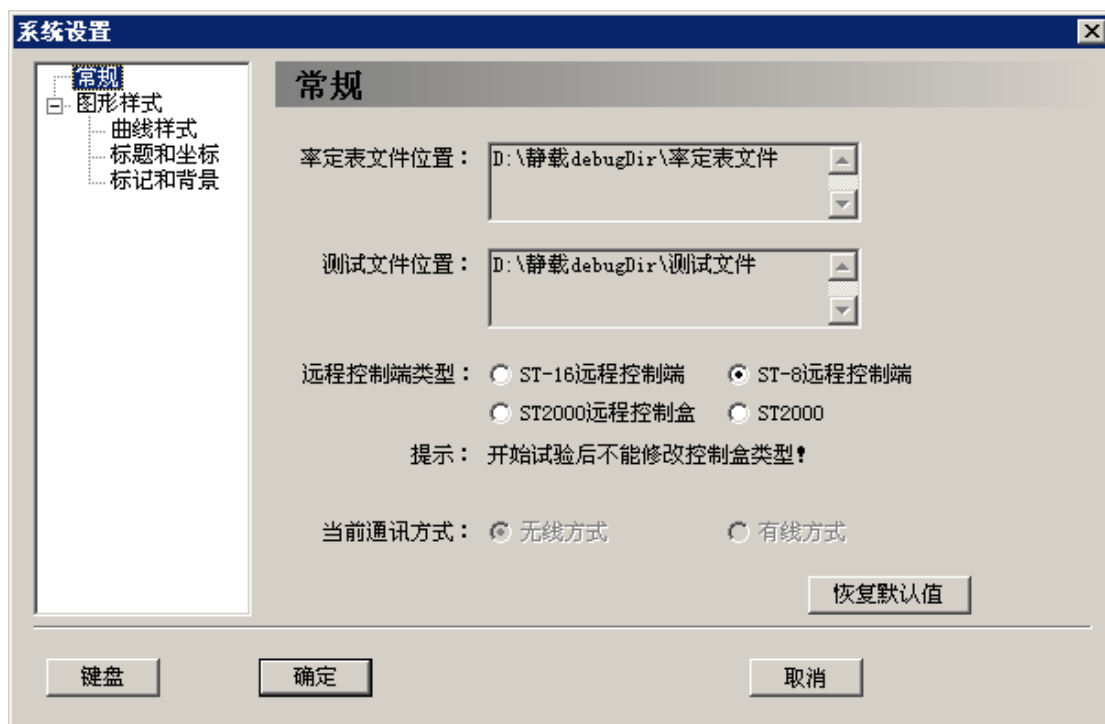 系统设置
常规
图形样式
曲线样式
标题和坐标
标记和背景
常规
率定表文件位置： D:\静载debugDir\率定表文件
测试文件位置： D:\静载debugDir\测试文件
远程控制端类型： ST-16远程控制端 ST-8远程控制端
ST2000远程控制盒 ST2000
提示： 开始试验后不能修改控制盒类型!
当前通讯方式： 无线方式 有线方式
恢复默认值
键盘 确定 取消